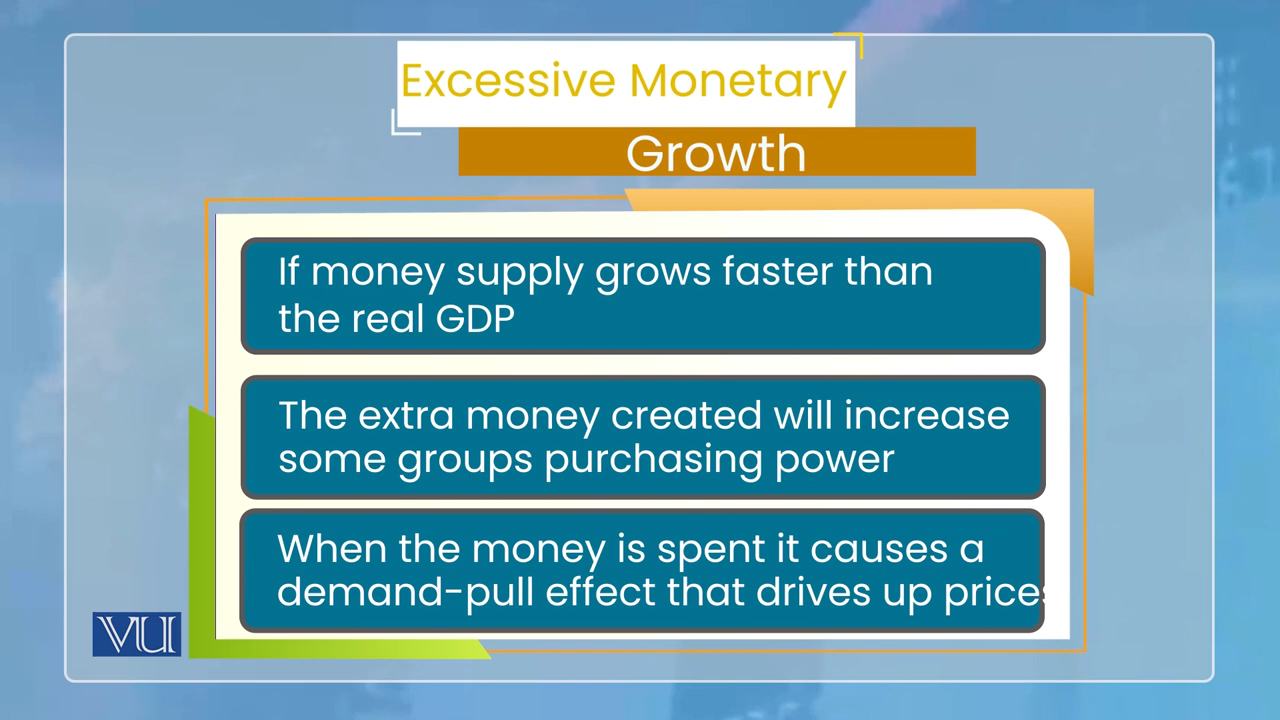 Excessive Monetary
Growth
If money supply grows faster than
the real GDP
The extra money created will increase
some groups purchasing power
When the money is spent it causes a
demand-pull effect that drives up prices
VU